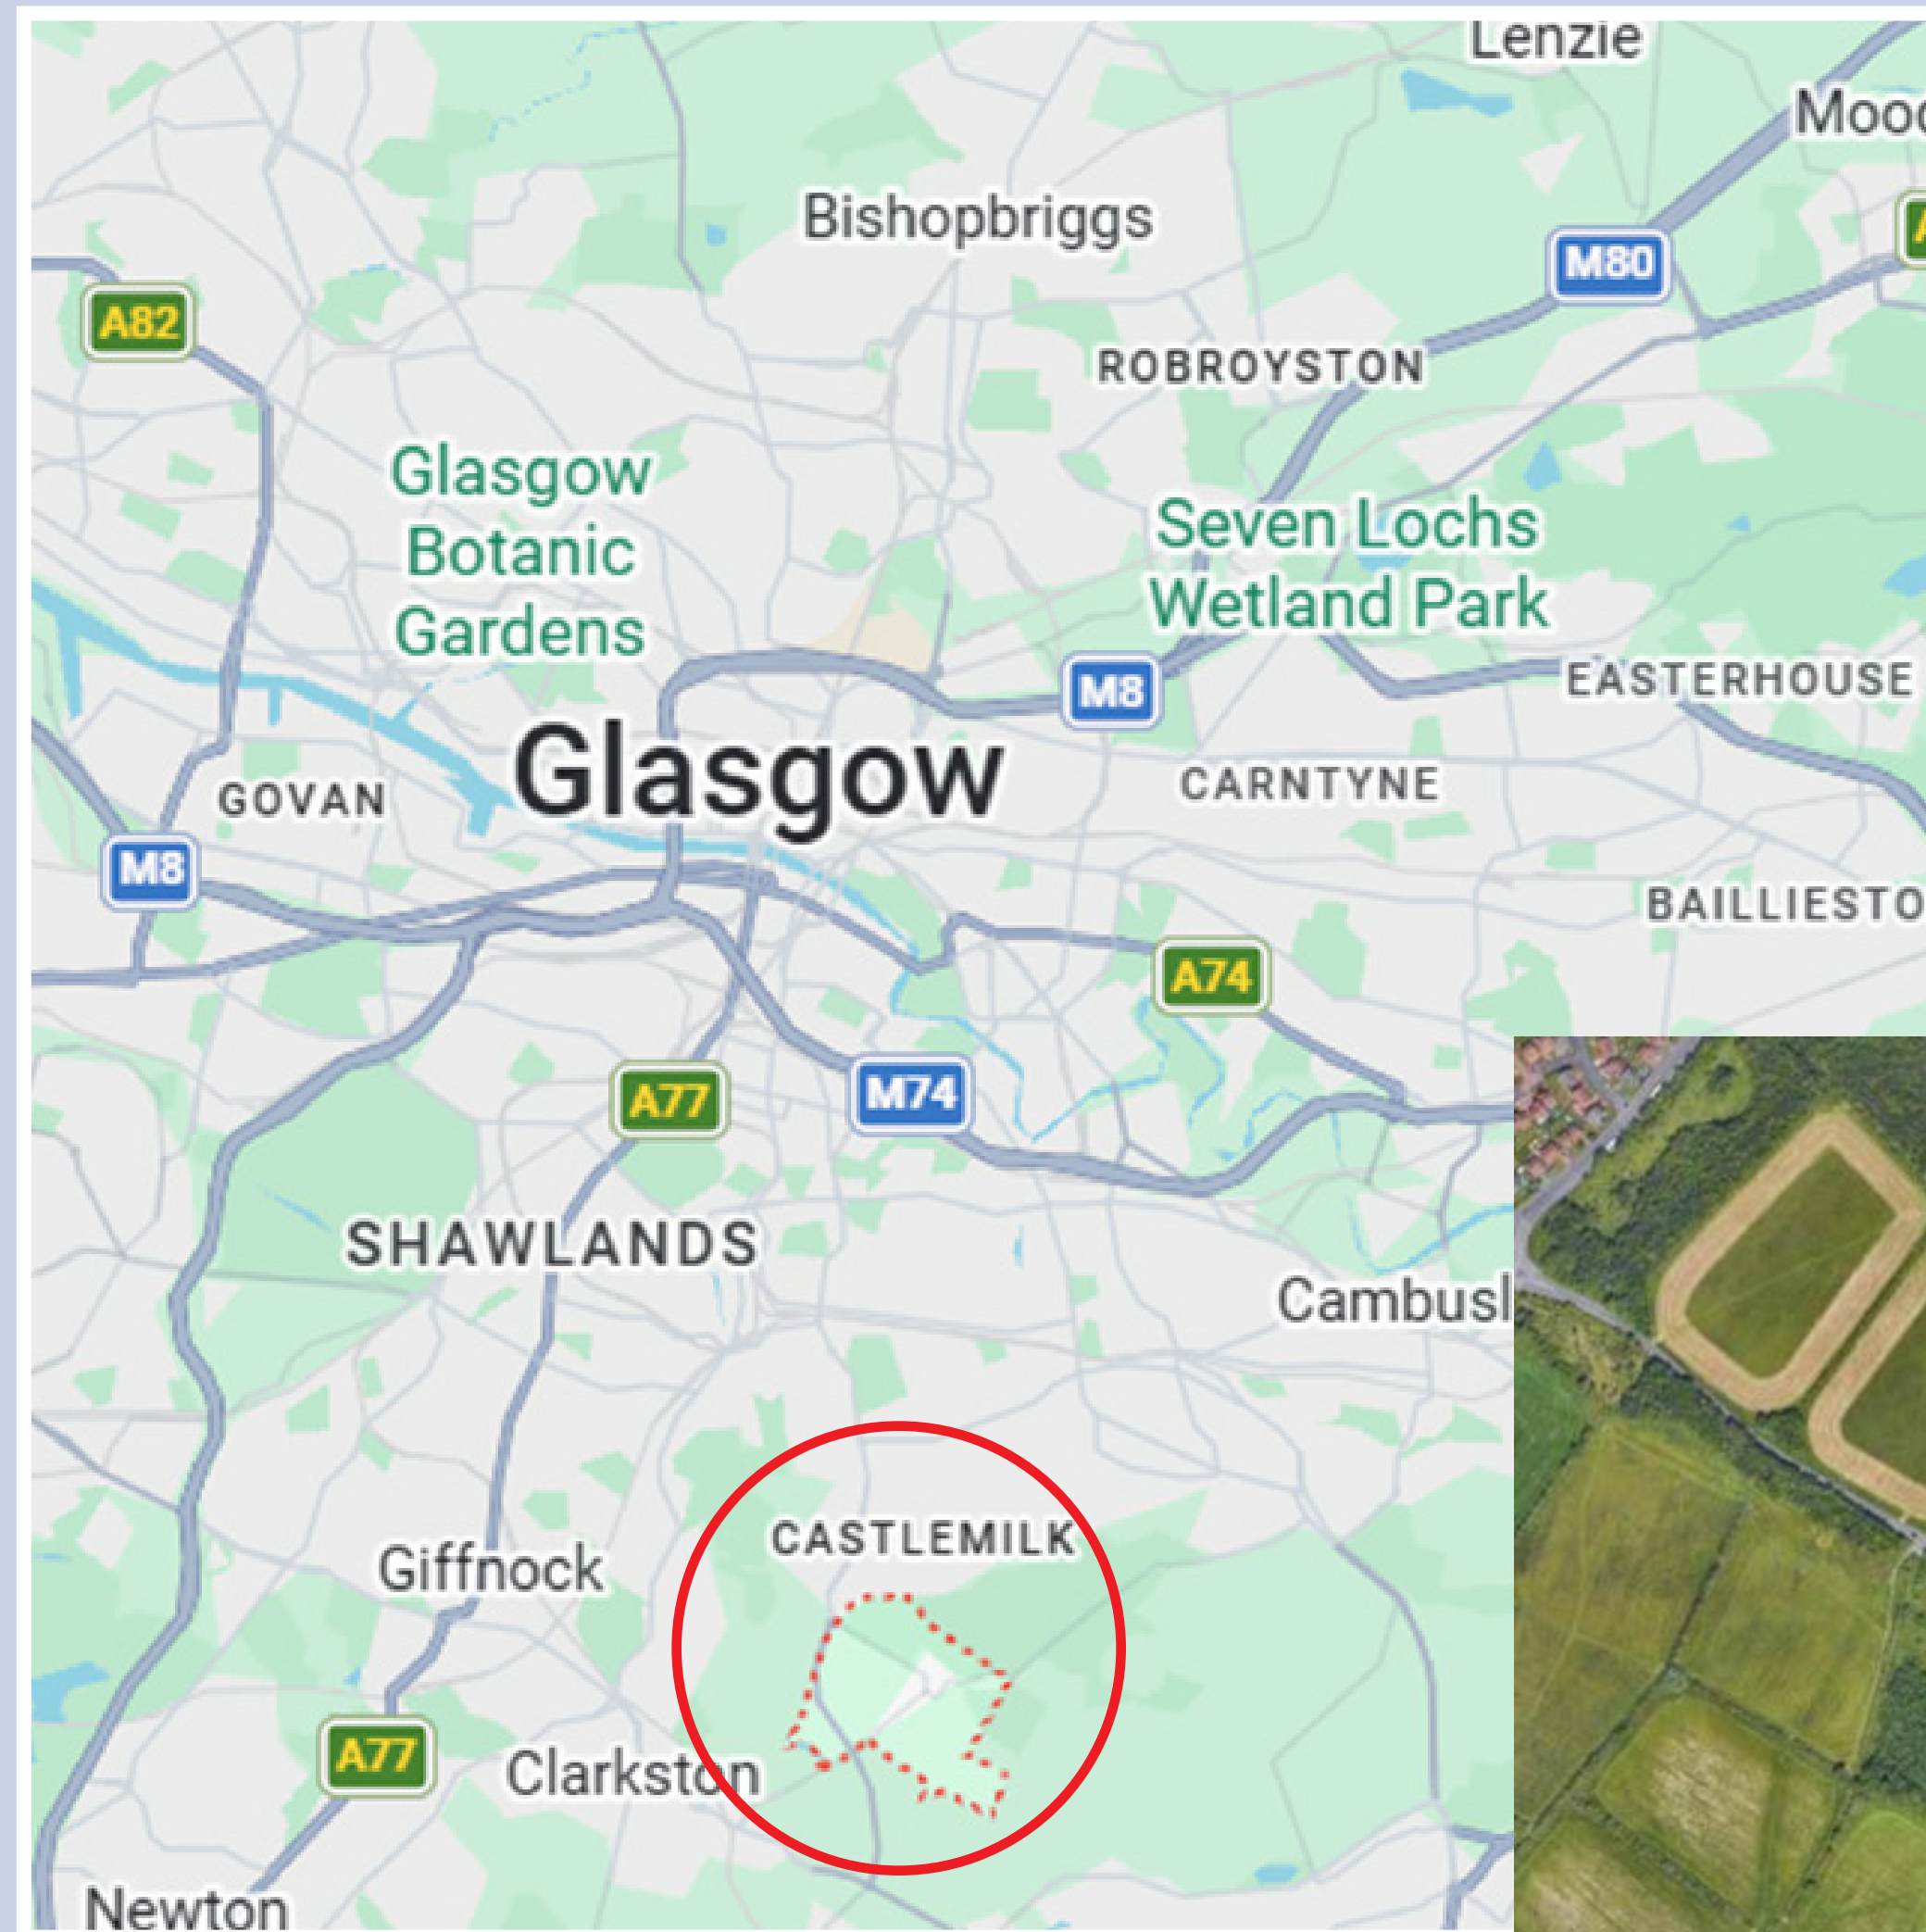 Lenzie
Mood
Bishopbriggs
M80
A82
ROBROYSTON
Glasgow
Botanic
Gardens
Seven Lochs
Wetland Park
EASTERHOUSE
M8
Glasgow
GOVAN
CARNTYNE
M8
BAILLIESTO
A74
A77
M74
SHAWLANDS
Cambusl
CASTLEMILK
Giffnock
A77
Clarkston
Newton